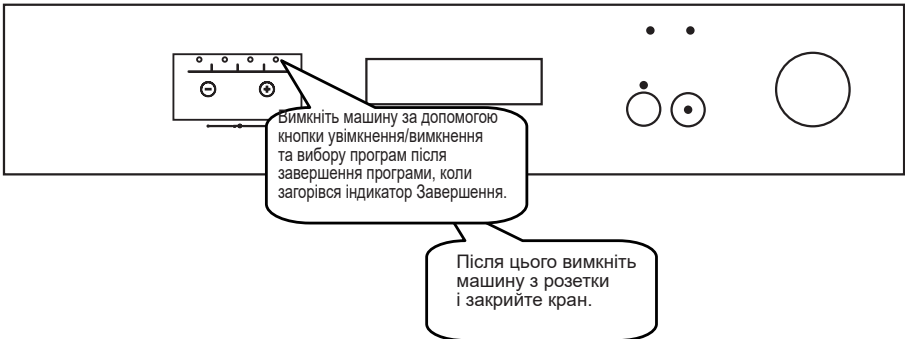 Вимкніть машину за допомогою
кнопки увімкнення/вимкнення
та вибору програм після
завершення програми, коли
загорівся індикатор Завершення.
Після цього вимкніть
машину з розетки
і закрийте кран.